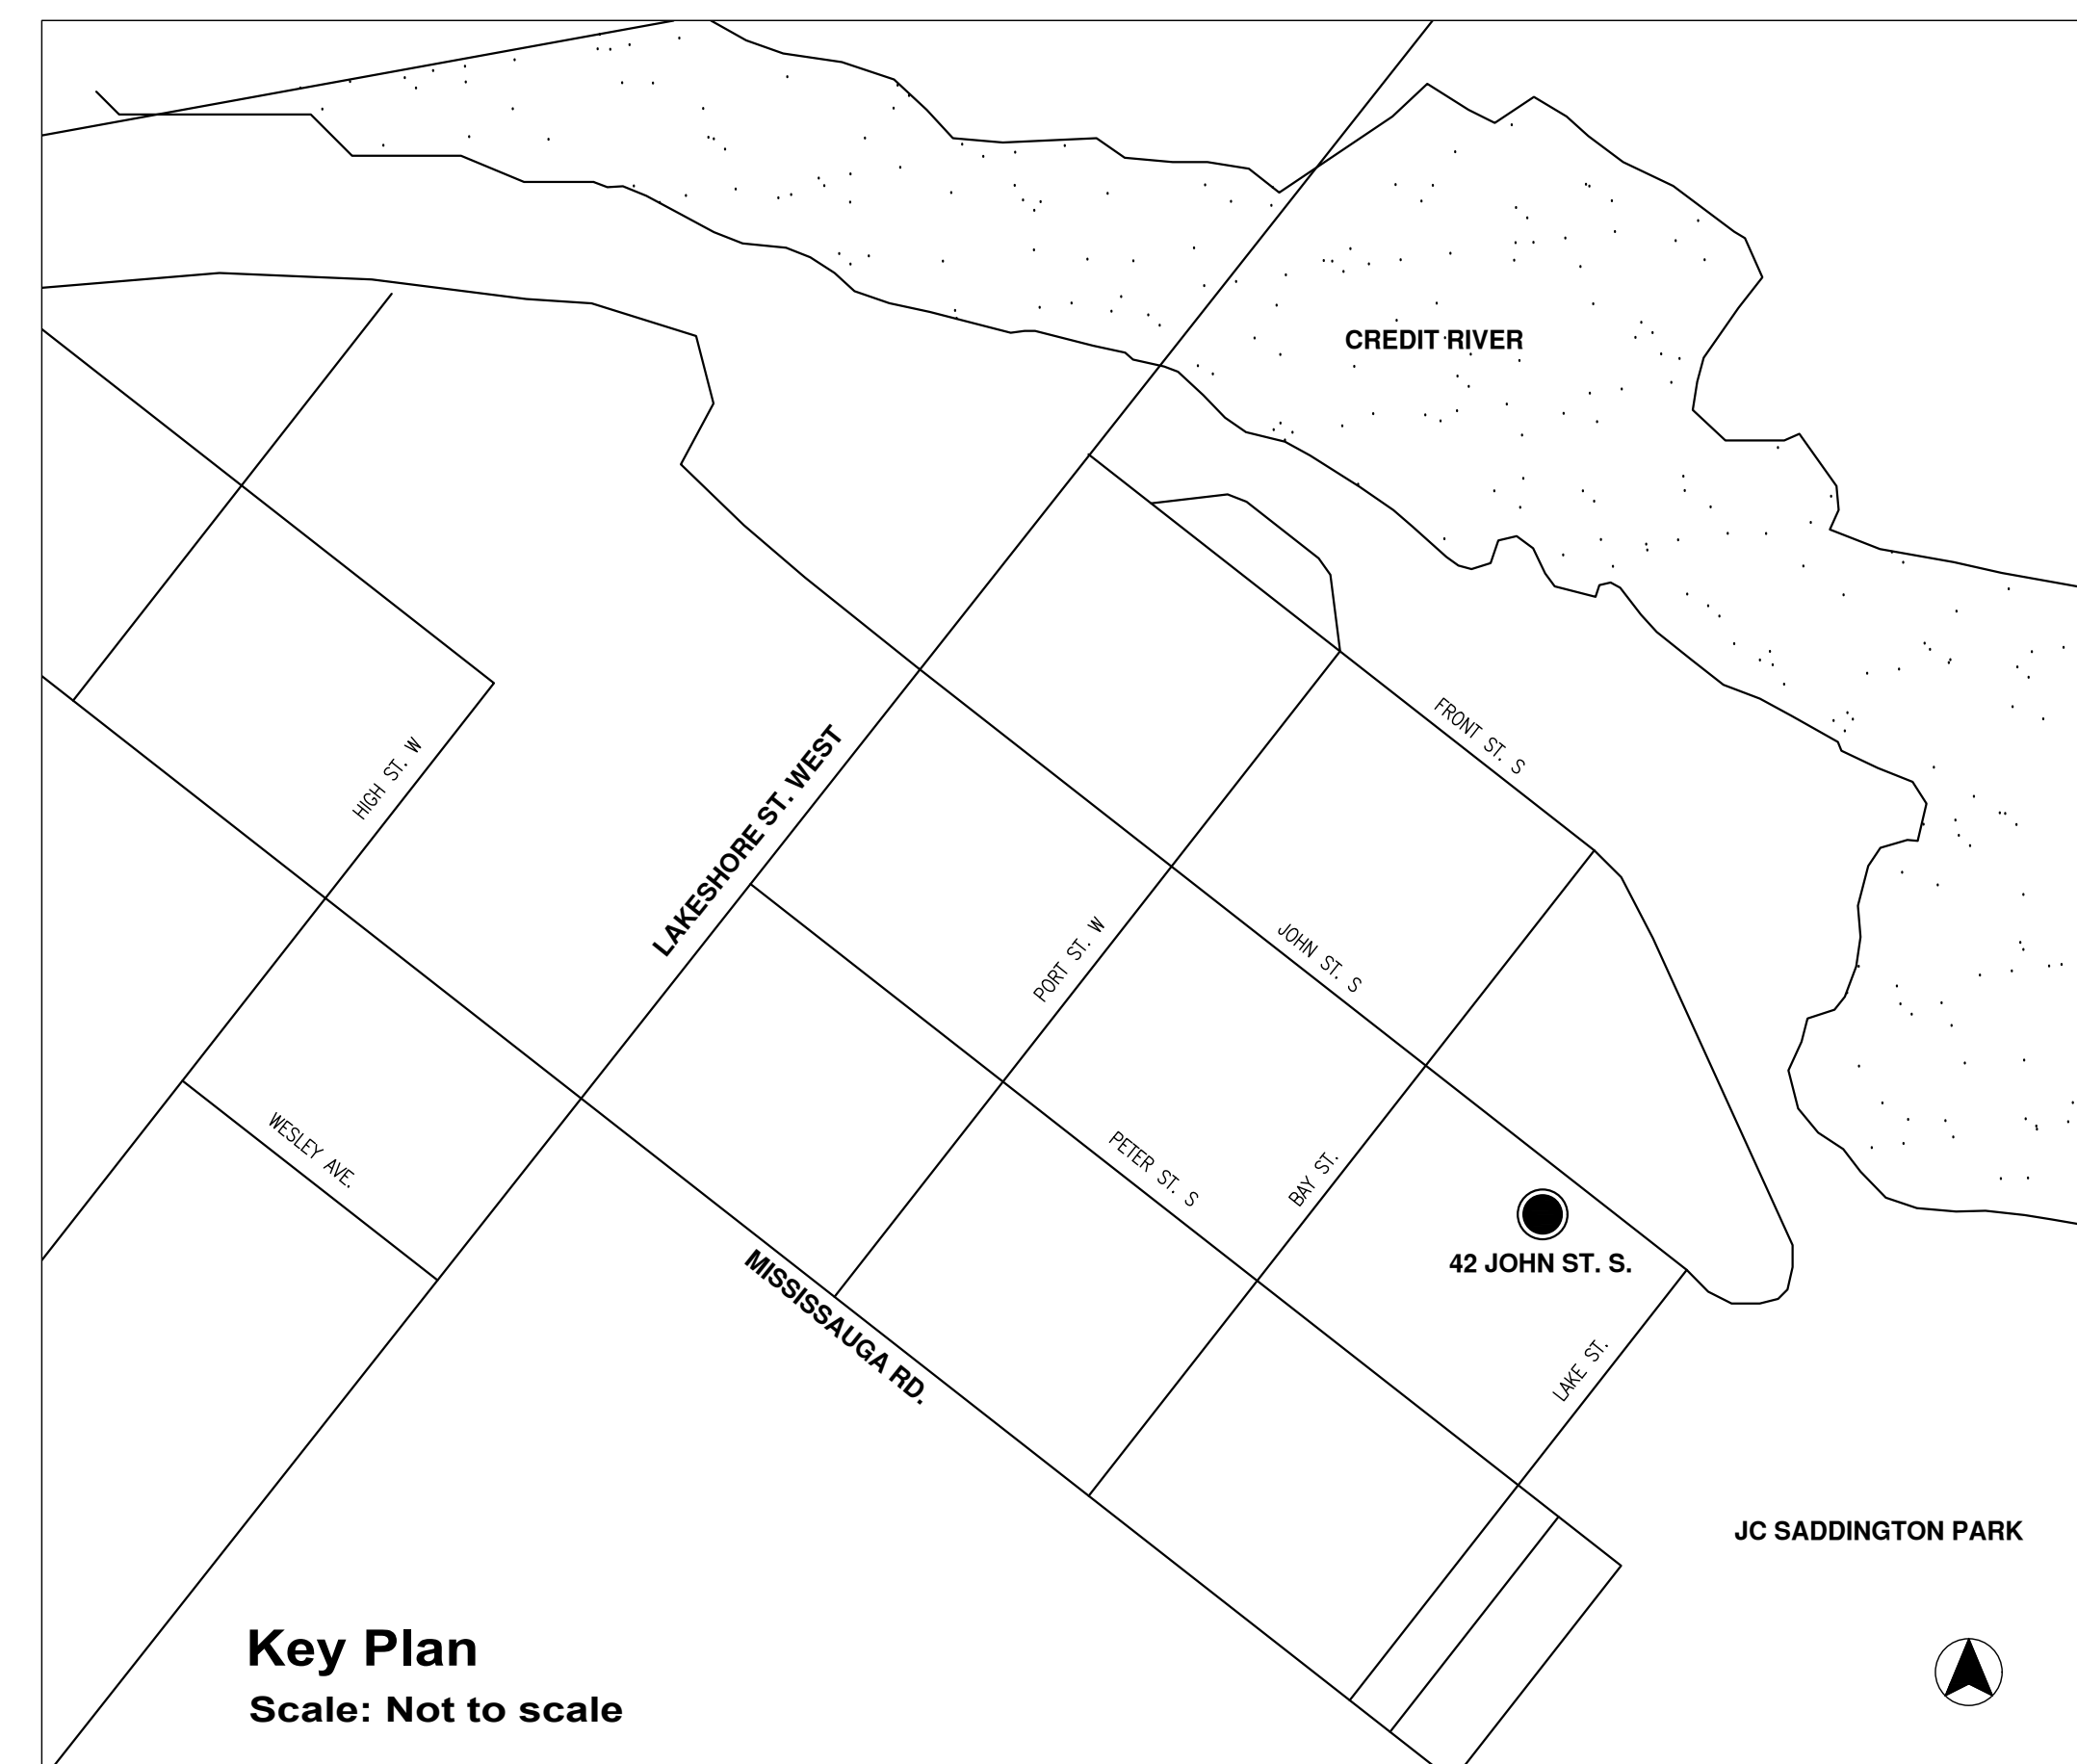 CREDIT RIVER
FRONT ST. S
HIGH ST. W
LAKESHORE ST. WEST
PORT ST. W
JOHN ST. S
WESLEY AVE.
PETER ST. S
BAY ST.
42 JOHN ST. S.
MISSISSAUGA RD.
LAKE ST.
JC SADDINGTON PARK
Key Plan
Scale: Not to scale